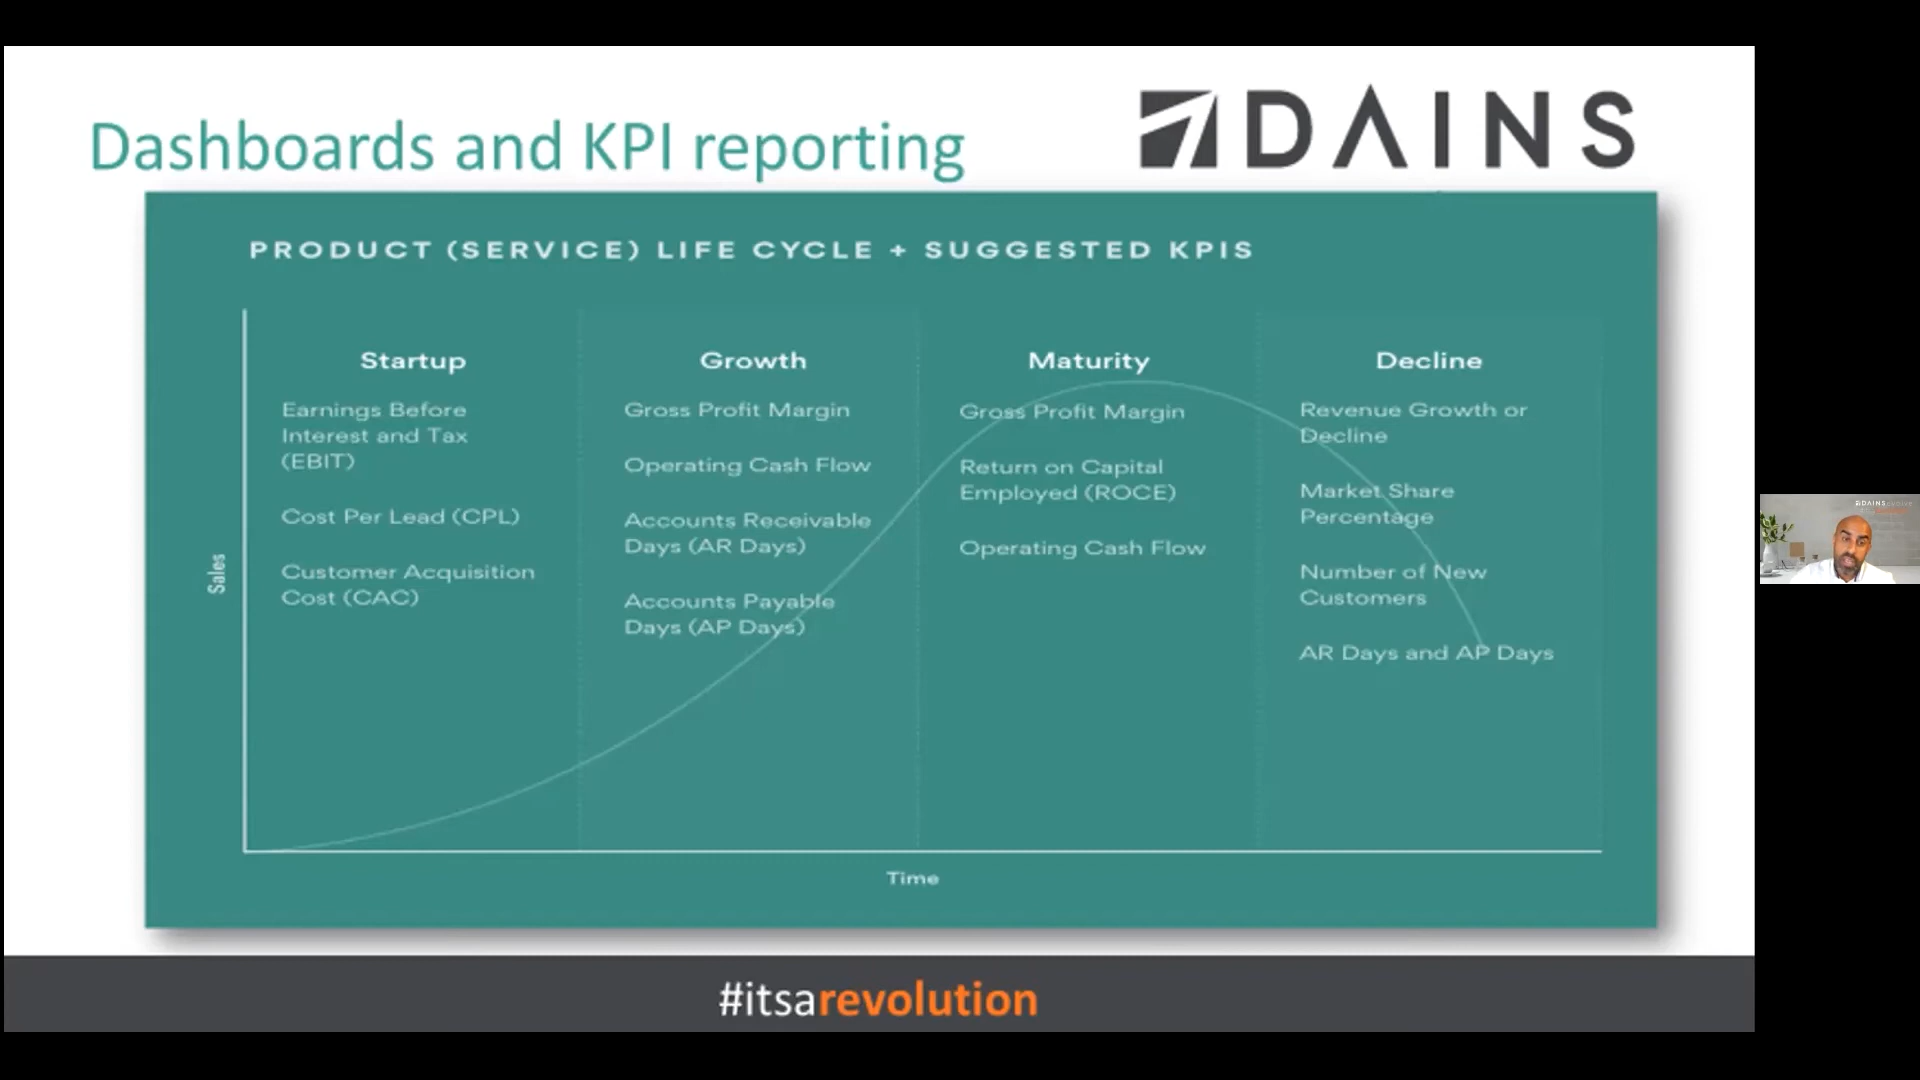 Dashboards and KPI reporting
DAINS
PRODUCT (SERVICE) LIFE CYCLE + SUGGESTED KPIS
Startup
Earnings Before
Interest and Tax
(EBIT)
Cost Per Lead (CPL)
Customer Acquisition
Cost (CAC)
Growth
Gross Profit Margin
Operating Cash Flow
Accounts Receivable
Days (AR Days)
Accounts Payable
Days (AP Days)
Maturity
Gross Profit Margin
Return on Capital
Employed (ROCE)
Operating Cash Flow
Decline
Revenue Growth or
Decline
Market Share
Percentage
Number of New
Customers
AR Days and AP Days
Sales
Time
#itsarevolution
DAINS